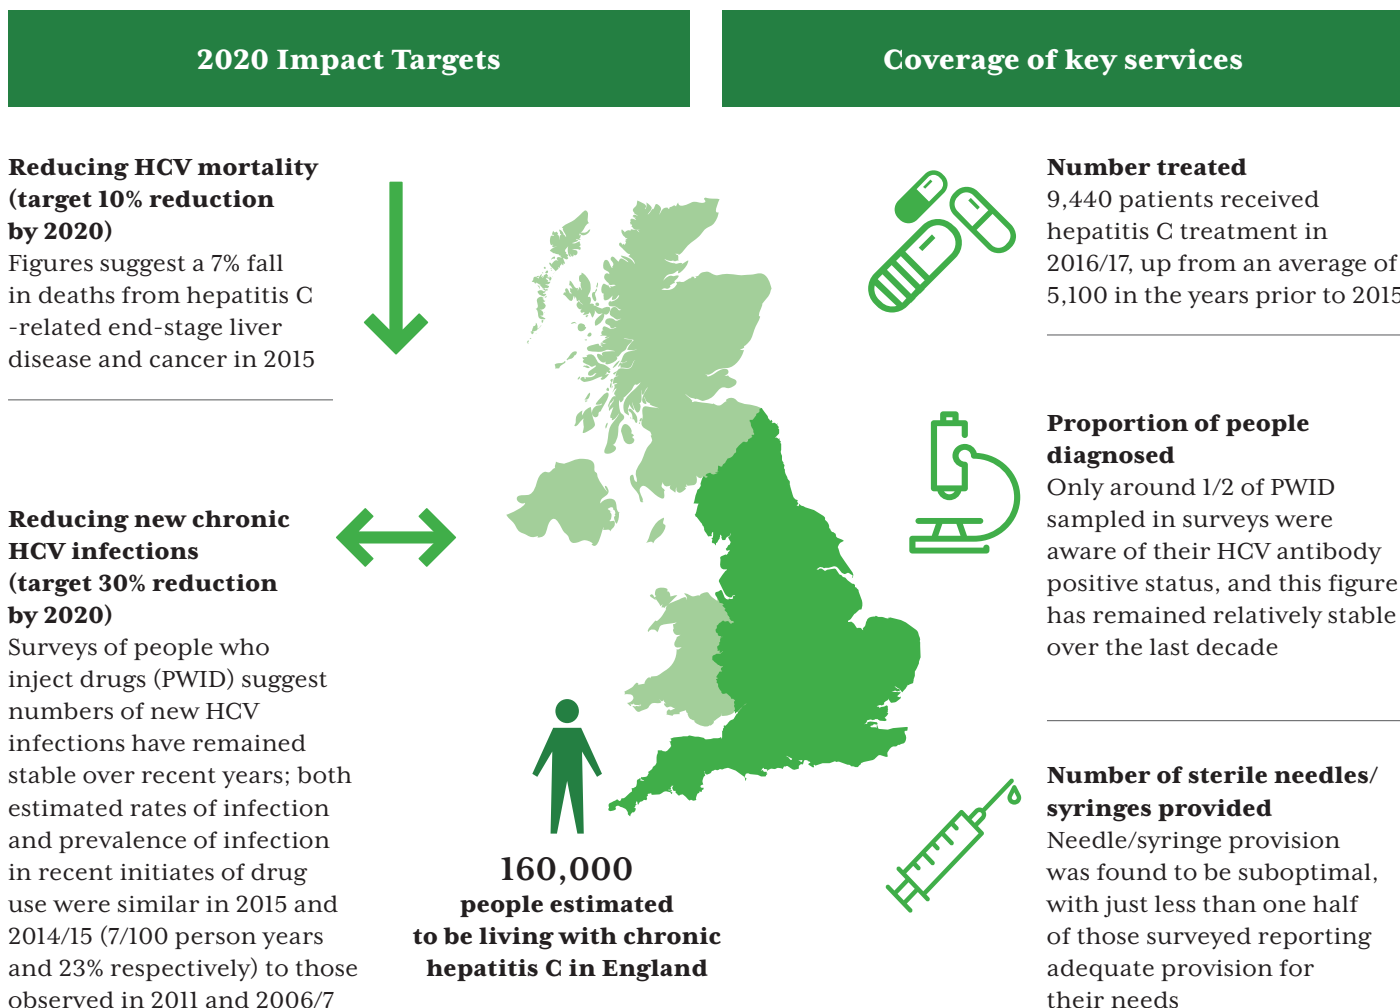 2020 Impact Targets
Reducing HCV mortality
(target 10% reduction
by 2020)
Figures suggest a 7% fall
in deaths from hepatitis C
-related end-stage liver
disease and cancer in 2015
Reducing new chronic
HCV infections
(target 30% reduction
by 2020)
Surveys of people who
inject drugs (PWID) suggest
numbers of new HCV
infections have remained
stable over recent years; both
estimated rates of infection
and prevalence of infection
in recent initiates of drug
use were similar in 2015 and
2014/15 (7/100 person years
and 23% respectively) to those
observed in 2011 and 2006/7
160,000
people estimated
to be living with chronic
hepatitis C in England
Coverage of key services
Number treated
9,440 patients received
hepatitis C treatment in
2016/17, up from an average of
5,100 in the years prior to 2015
Proportion of people
diagnosed
Only around 1/2 of PWID
sampled in surveys were
aware of their HCV antibody
positive status, and this figure
has remained relatively stable
over the last decade
Number of sterile needles/
syringes provided
Needle/syringe provision
was found to be suboptimal,
with just less than one half
of those surveyed reporting
adequate provision for
their needs